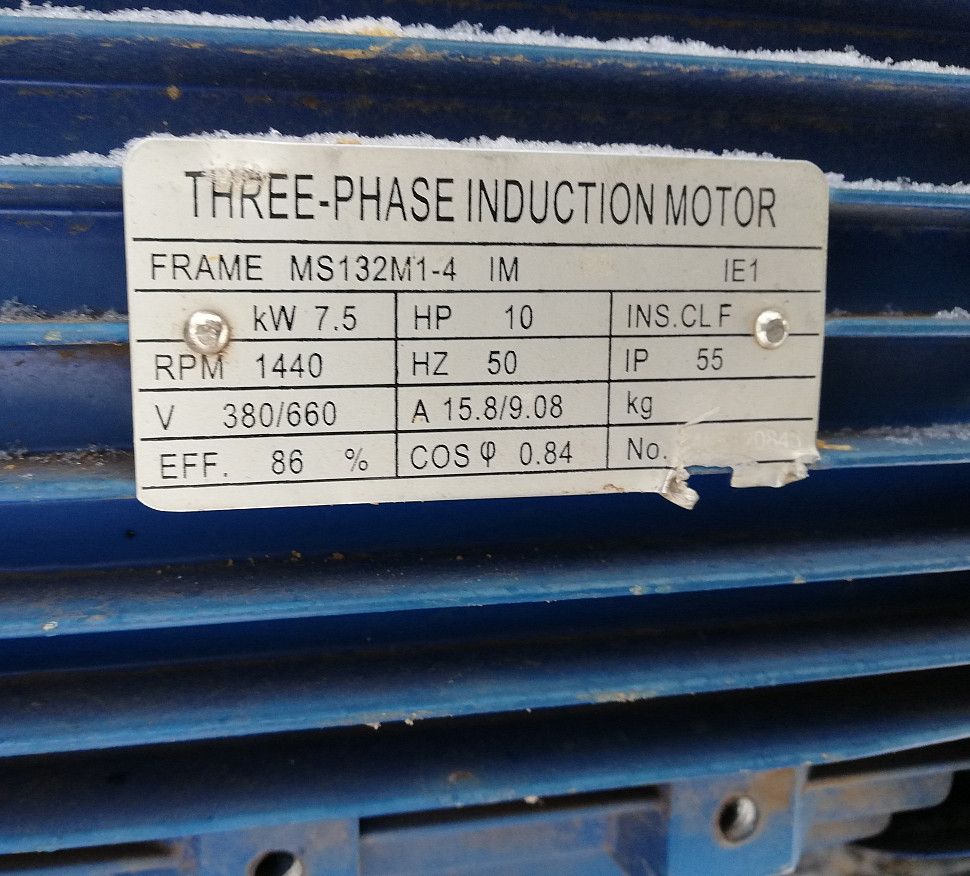 THREE-PHASE INDUCTION MOTOR
FRAME MS132M1-4 IM IE1
kW 7.5 HP 10 INS.CL F
RPM 1440 HZ 50 IP 55
V 380/660 A 15.8/9.08 kg
EFF. 86 % COS φ 0.84 No.